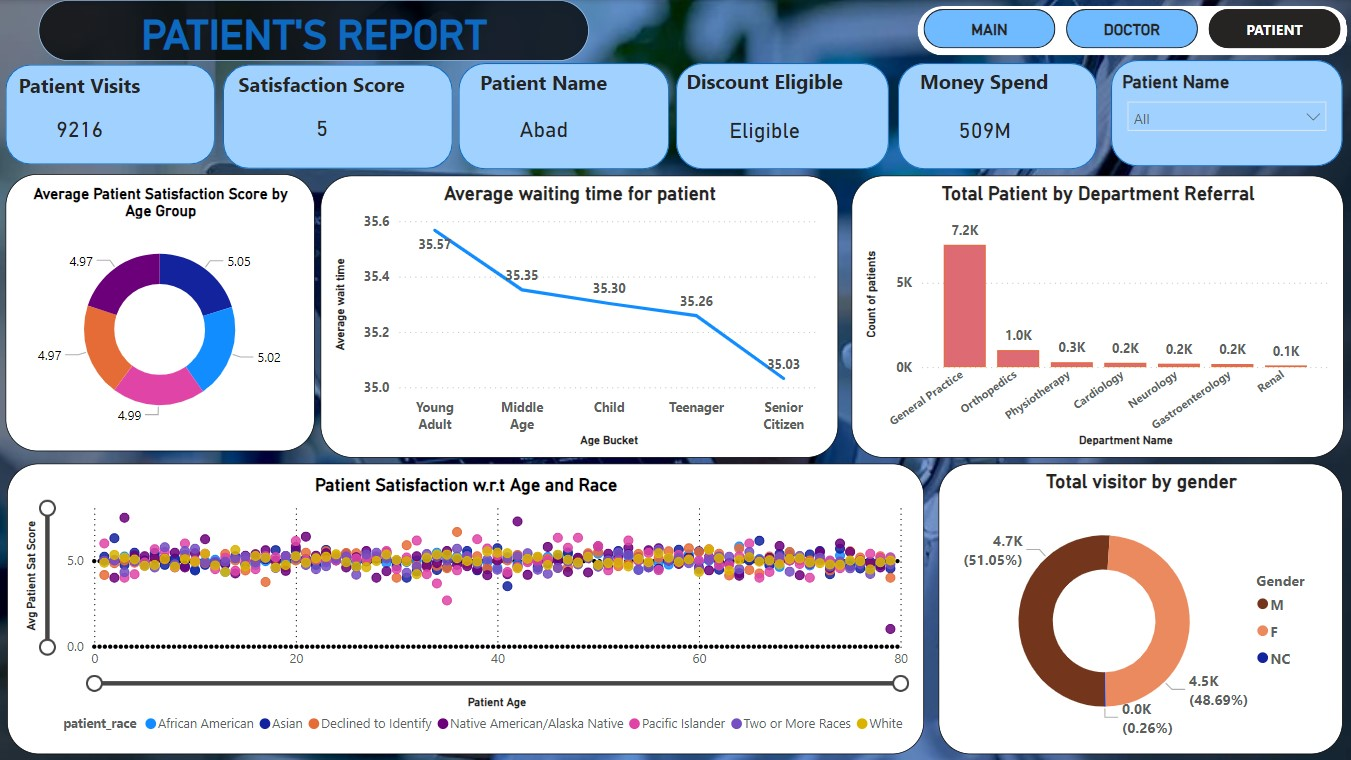 PATIENT'S REPORT
MAIN
DOCTOR
PATIENT
Patient Visits
9216
Satisfaction Score
5
Patient Name
Abad
Discount Eligible
Eligible
Money Spend
509M
Patient Name
All
Average Patient Satisfaction Score by
Age Group
4.97
5.05
4.97
5.02
4.99
Average waiting time for patient
Average wait time
35.6
35.4
35.2
35.0
35.57
35.35
35.30
35.26
35.03
Young
Adult
Middle
Age
Child
Teenager
Senior
Citizen
Age Bucket
Total Patient by Department Referral
Count of patients
5K
0K
7.2K
1.0K
0.3K
0.2K
0.2K
0.2K
0.1K
General Practice
Orthopedics
Physiotherapy
Cardiology
Neurology
Gastroenterology
Renal
Department Name
Patient Satisfaction w.r.t Age and Race
Avg Patient Sat Score
5.0
0.0
0
20
40
60
80
Patient Age
patient_race
African American
Asian
Declined to Identify
Native American/Alaska Native
Pacific Islander
Two or More Races
White
Total visitor by gender
4.7K
(51.05%)
4.5K
(48.69%)
0.0K
(0.26%)
Gender
M
F
NC